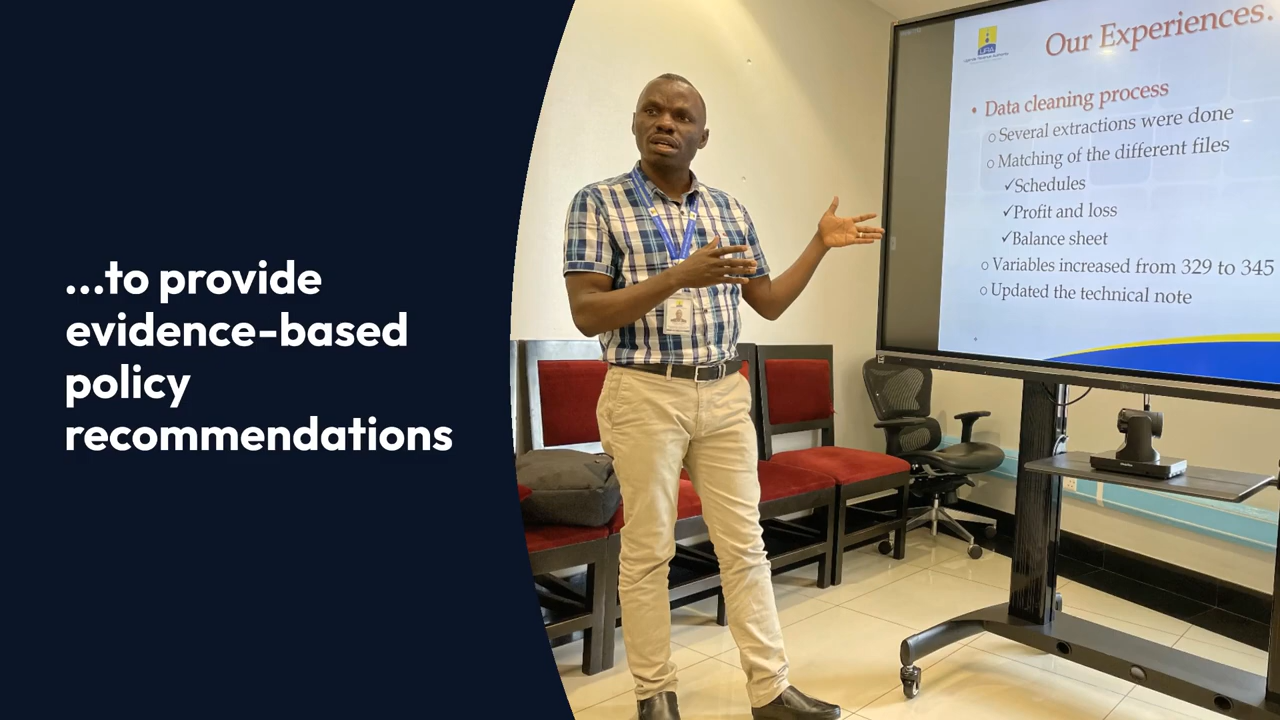 ...to provide
evidence-based
policy
recommendations
URA
Our Experiences.
• Data cleaning process
o Several extractions were done
o Matching of the different files
✓Schedules
✓Profit and loss
✓Balance sheet
o Variables increased from 329 to 345
o Updated the technical note